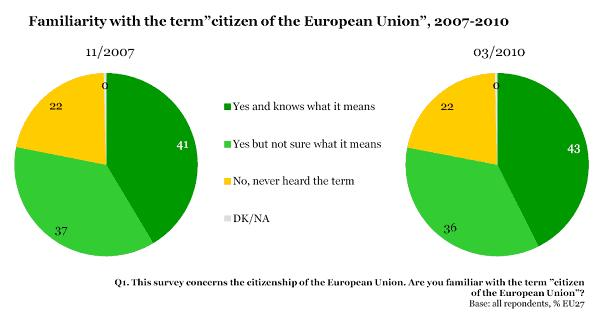 Familiarity with the term”citizen of the European Union”, 2007-2010
11/2007
03/2010
0
22
41
37
Yes and knows what it means
Yes but not sure what it means
No, never heard the term
DK/NA
0
22
43
36
Q1. This survey concerns the citizenship of the European Union. Are you familiar with the term ”citizen
of the European Union”?
Base: all repondents, % EU27